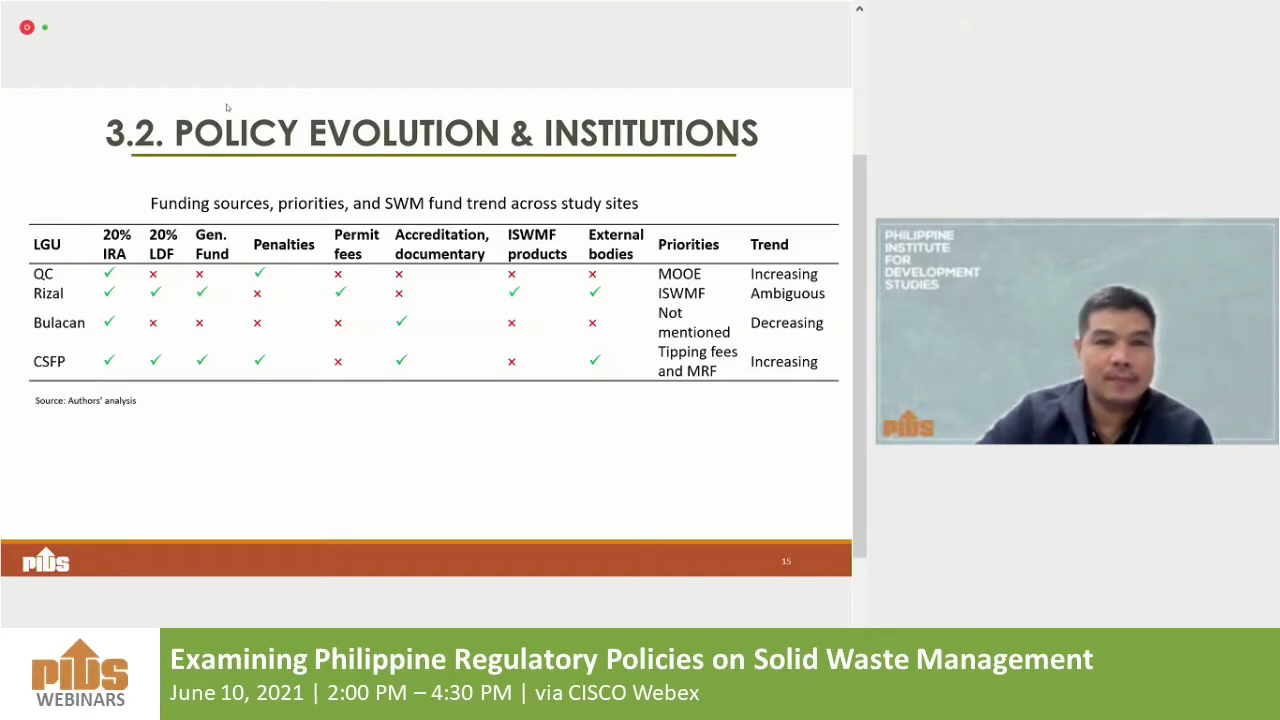 3.2. POLICY EVOLUTION & INSTITUTIONS
Funding sources, priorities, and SWM fund trend across study sites
LGU 20% IRA 20% LDF Gen. Fund Penalties Permit fees Accreditation, documentary ISWMF products External bodies Priorities Trend
QC ✓ × × ✓ × × × × MOOE Increasing
Rizal ✓ ✓ ✓ × ✓ × ✓ ✓ ISWMF Ambiguous
Bulacan ✓ × × × × ✓ × × Not mentioned Decreasing
CSFP ✓ ✓ ✓ ✓ × ✓ × ✓ Tipping fees and MRF Increasing
Source: Authors' analysis
PIDS
15
PHILIPPINE
INSTITUTE
FOR
DEVELOPMENT
STUDIES
PIDS
PIDS
WEBINARS
Examining Philippine Regulatory Policies on Solid Waste Management
June 10, 2021 | 2:00 PM – 4:30 PM | via CISCO Webex